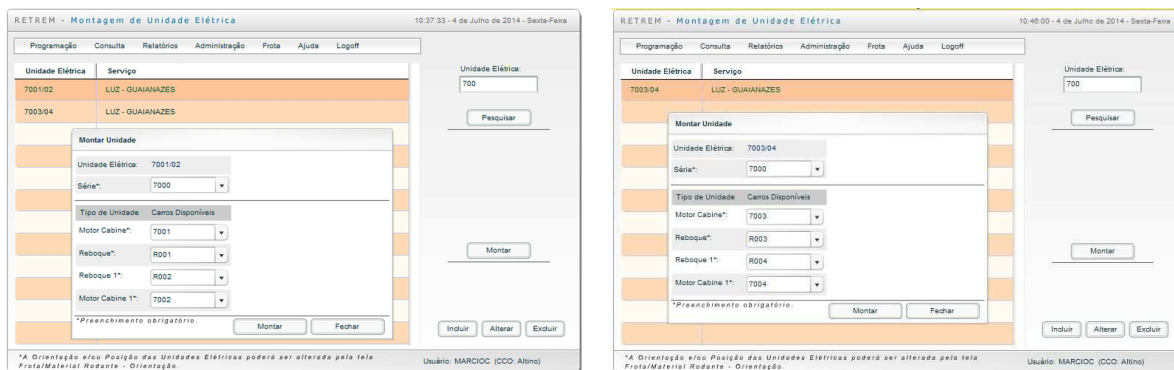 RETREM - Montagem de Unidade Elétrica 10:37:33 - 4 de Julho de 2014 - Sexta-Feira
Programação Consulta Relatórios Administração Frota Ajuda Logoff
Unidade Elétrica Serviço
7001/02 LUZ - GUAIANAZES
7003/04 LUZ - GUAIANAZES
Montar Unidade
Unidade Elétrica: 7001/02
Série*: 7000
Tipo de Unidade Carros Disponíveis
Motor Cabine*: 7001
Reboque*: R001
Reboque 1*: R002
Motor Cabine 1*: 7002
*Preenchimento obrigatório.
Montar Fechar
Unidade Elétrica:
700
Pesquisar
Montar
Incluir Alterar Excluir
*A Orientação e/ou Posição das Unidades Elétricas poderá ser alterada pela tela
Frota/Material Rodante - Orientação.
Usuário: MARCIOC (CCO: Altino)
RETREM - Montagem de Unidade Elétrica 10:46:00 - 4 de Julho de 2014 - Sexta-Feira
Programação Consulta Relatórios Administração Frota Ajuda Logoff
Unidade Elétrica Serviço
7003/04 LUZ - GUAIANAZES
Montar Unidade
Unidade Elétrica: 7003/04
Série*: 7000
Tipo de Unidade Carros Disponíveis
Motor Cabine*: 7003
Reboque*: R003
Reboque 1*: R004
Motor Cabine 1*: 7004
*Preenchimento obrigatório.
Montar Fechar
Unidade Elétrica:
700
Pesquisar
Montar
Incluir Alterar Excluir
*A Orientação e/ou Posição das Unidades Elétricas poderá ser alterada pela tela
Frota/Material Rodante - Orientação.
Usuário: MARCIOC (CCO: Altino)